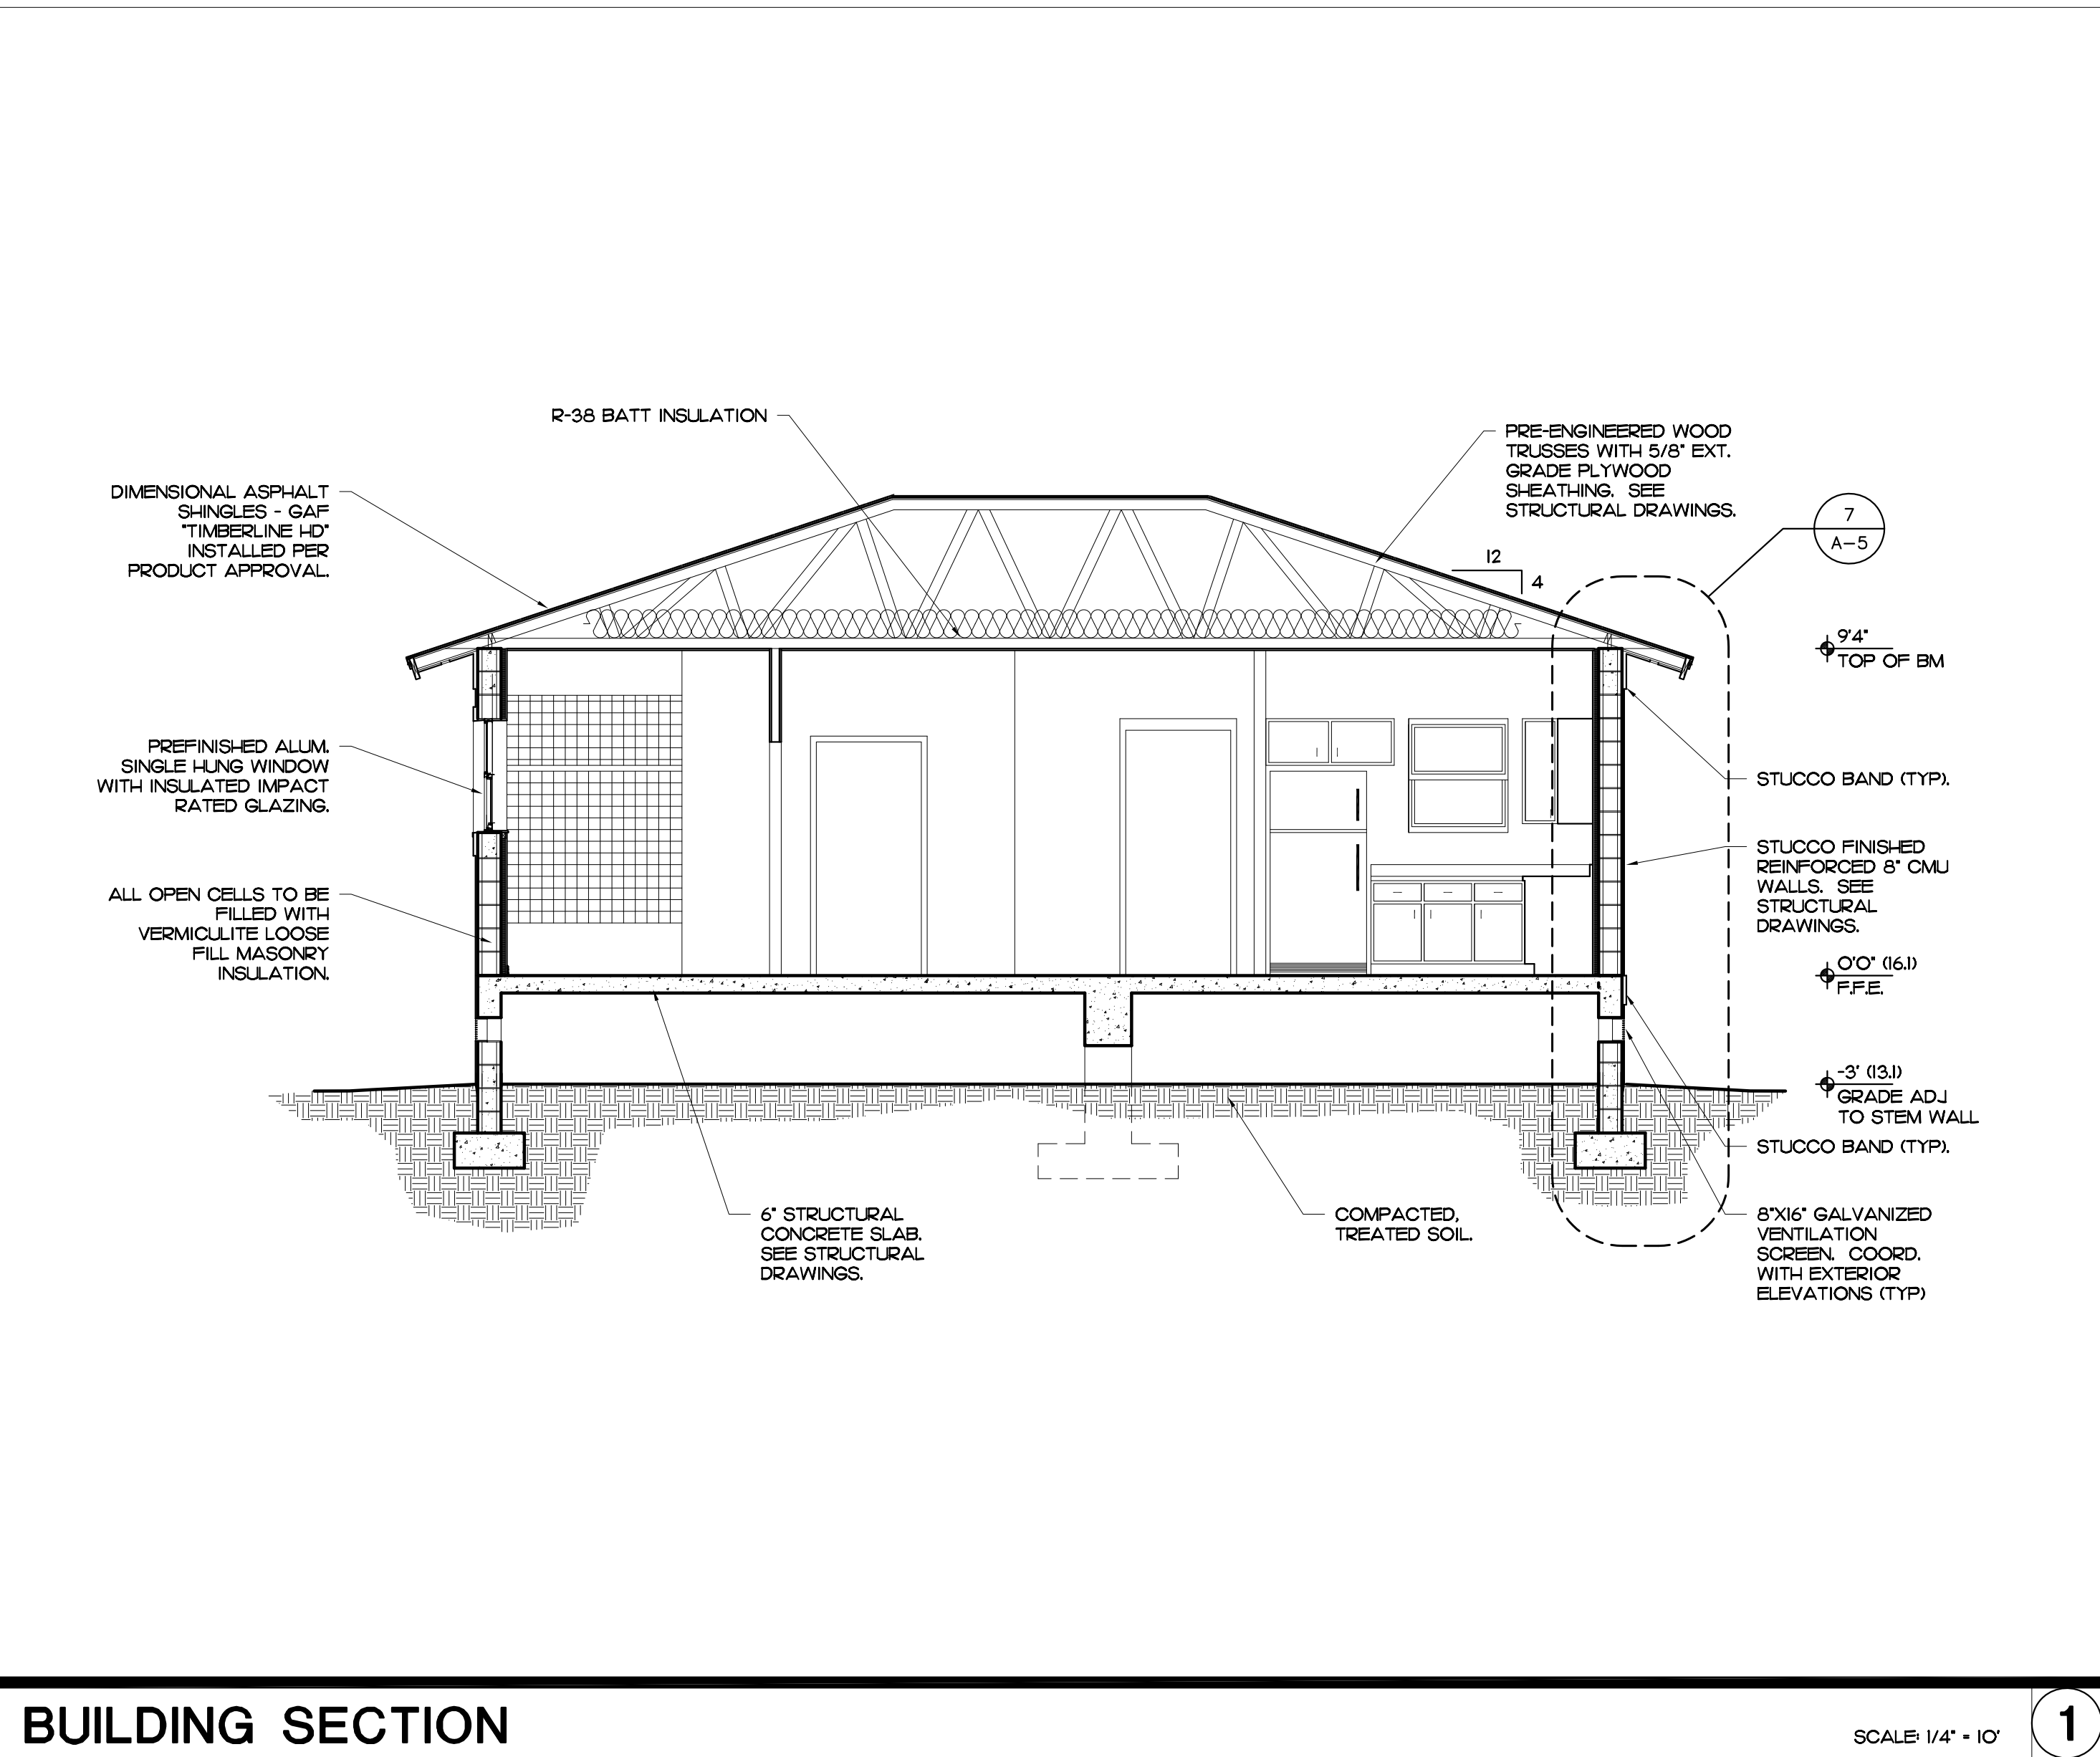 R-38 BATT INSULATION
DIMENSIONAL ASPHALT
SHINGLES - GAF
"TIMBERLINE HD"
INSTALLED PER
PRODUCT APPROVAL.
PREFINISHED ALUM.
SINGLE HUNG WINDOW
WITH INSULATED IMPACT
RATED GLAZING.
ALL OPEN CELLS TO BE
FILLED WITH
VERMICULITE LOOSE
FILL MASONRY
INSULATION.
PRE-ENGINEERED WOOD
TRUSSES WITH 5/8" EXT.
GRADE PLYWOOD
SHEATHING. SEE
STRUCTURAL DRAWINGS.
12
4
7
A-5
9'4"
TOP OF BM
STUCCO BAND (TYP).
STUCCO FINISHED
REINFORCED 8" CMU
WALLS. SEE
STRUCTURAL
DRAWINGS.
0'0" (16.1)
F.F.E.
-3' (13.1)
GRADE ADJ
TO STEM WALL
STUCCO BAND (TYP).
8"X16" GALVANIZED
VENTILATION
SCREEN. COORD.
WITH EXTERIOR
ELEVATIONS (TYP)
6" STRUCTURAL
CONCRETE SLAB.
SEE STRUCTURAL
DRAWINGS.
COMPACTED,
TREATED SOIL.
BUILDING SECTION
SCALE: 1/4" = 10'
1